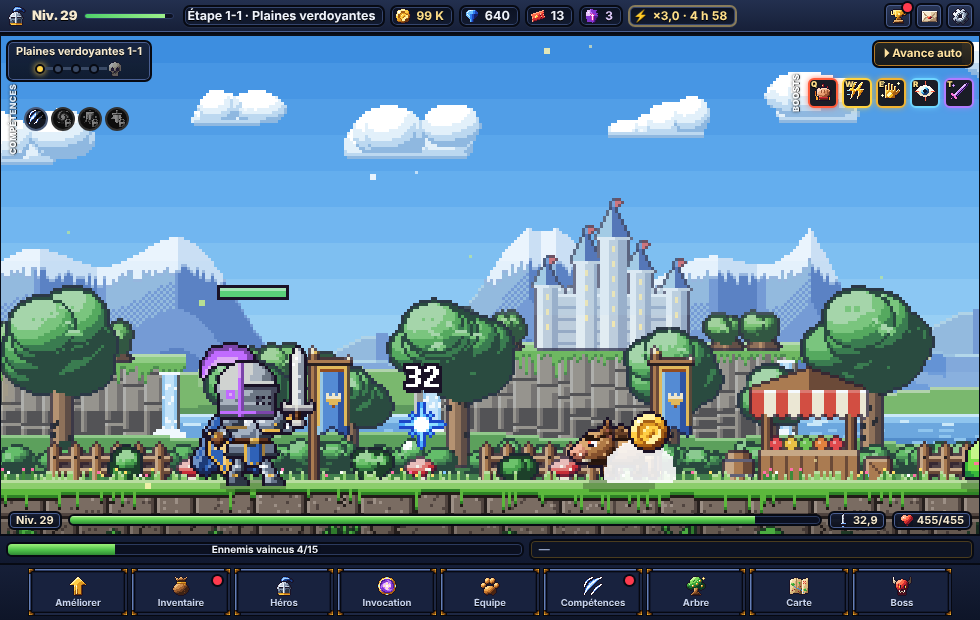 Niv. 29
Étape 1-1 · Plaines verdoyantes
99 K
640
13
3
×3,0 · 4 h 58
Plaines verdoyantes 1-1
Avance auto
COMPÉTENCES
BOOSTS
Q
W
E
R
T
32
Niv. 29
32,9
455/455
Ennemis vaincus 4/15
—
Améliorer
Inventaire
Héros
Invocation
Equipe
Compétences
Arbre
Carte
Boss